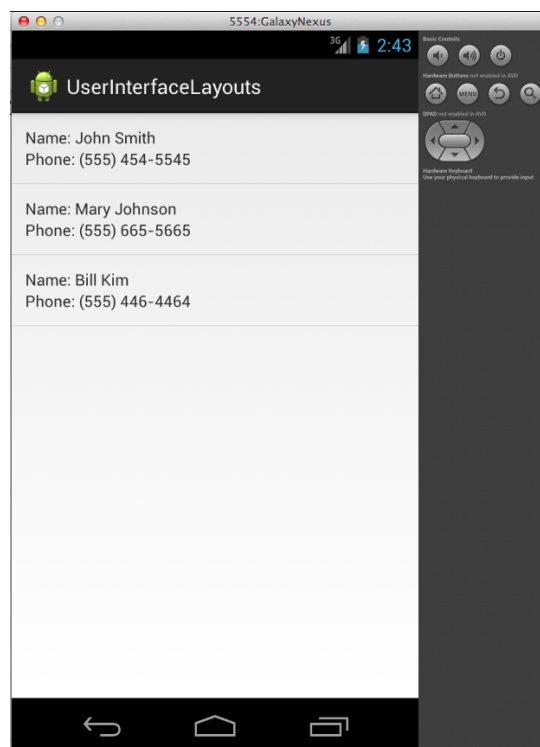 5554:GalaxyNexus
3G 2:43
UserInterfaceLayouts
Name: John Smith
Phone: (555) 454-5545
Name: Mary Johnson
Phone: (555) 665-5665
Name: Bill Kim
Phone: (555) 446-4464
Basic Controls
Hardware Buttons not enabled in AVD
MENU
DPAD not enabled in AVD
Hardware Keyboard
Use your physical keyboard to provide input